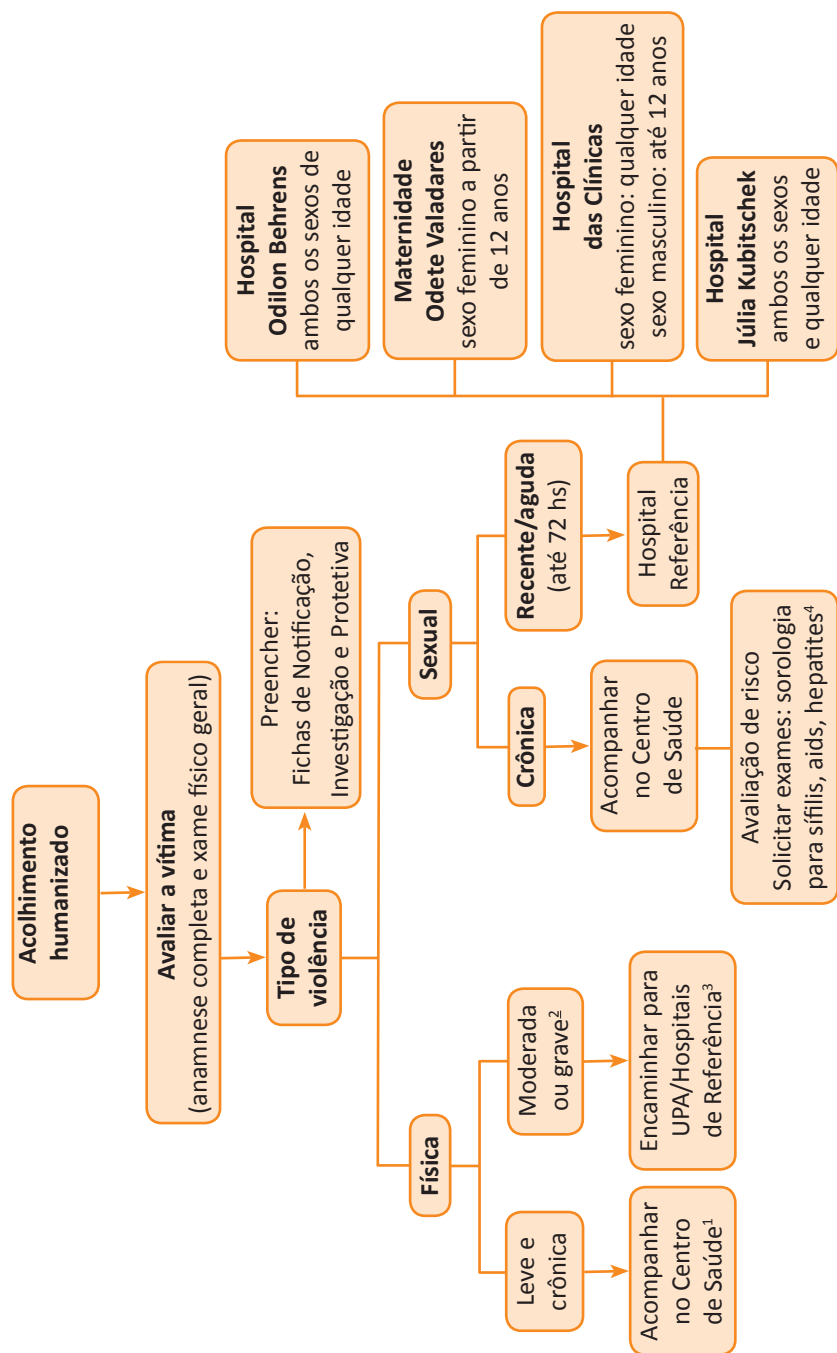 Acolhimento
humanizado
Avaliar a vítima
(anamnese completa e xame físico geral)
Tipo de
violência
Preencher:
Fichas de Notificação,
Investigação e Protetiva
Física
Sexual
Leve e
crônica
Moderada
ou grave²
Crônica
Recente/aguda
(até 72 hs)
Acompanhar
no Centro
de Saúde¹
Encaminhar para
UPA/Hospitais
de Referência³
Acompanhar
no Centro
de Saúde
Hospital
Referência
Avaliação de risco
Solicitar exames: sorologia
para sífilis, aids, hepatites⁴
Hospital
Odilon Behrens
ambos os sexos de
qualquer idade
Maternidade
Odete Valadares
sexo feminino a partir
de 12 anos
Hospital
das Clínicas
sexo feminino: qualquer idade
sexo masculino: até 12 anos
Hospital
Júlia Kubitschek
ambos os sexos
e qualquer idade